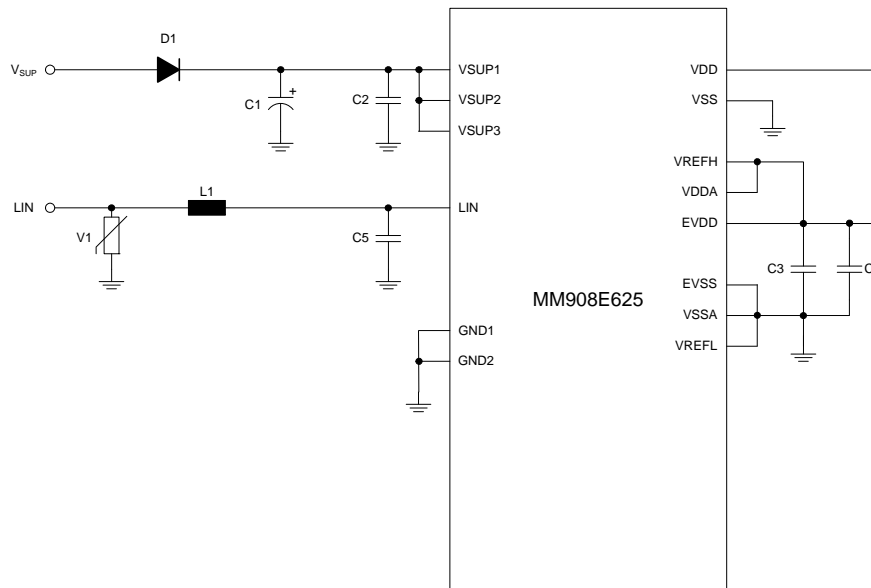 D1
V_SUP
C1
+
C2
VSUP1
VSUP2
VSUP3
VDD
VSS
VREFH
VDDA
EVDD
L1
LIN
V1
C5
LIN
C3
EVSS
VSSA
VREFL
MM908E625
GND1
GND2